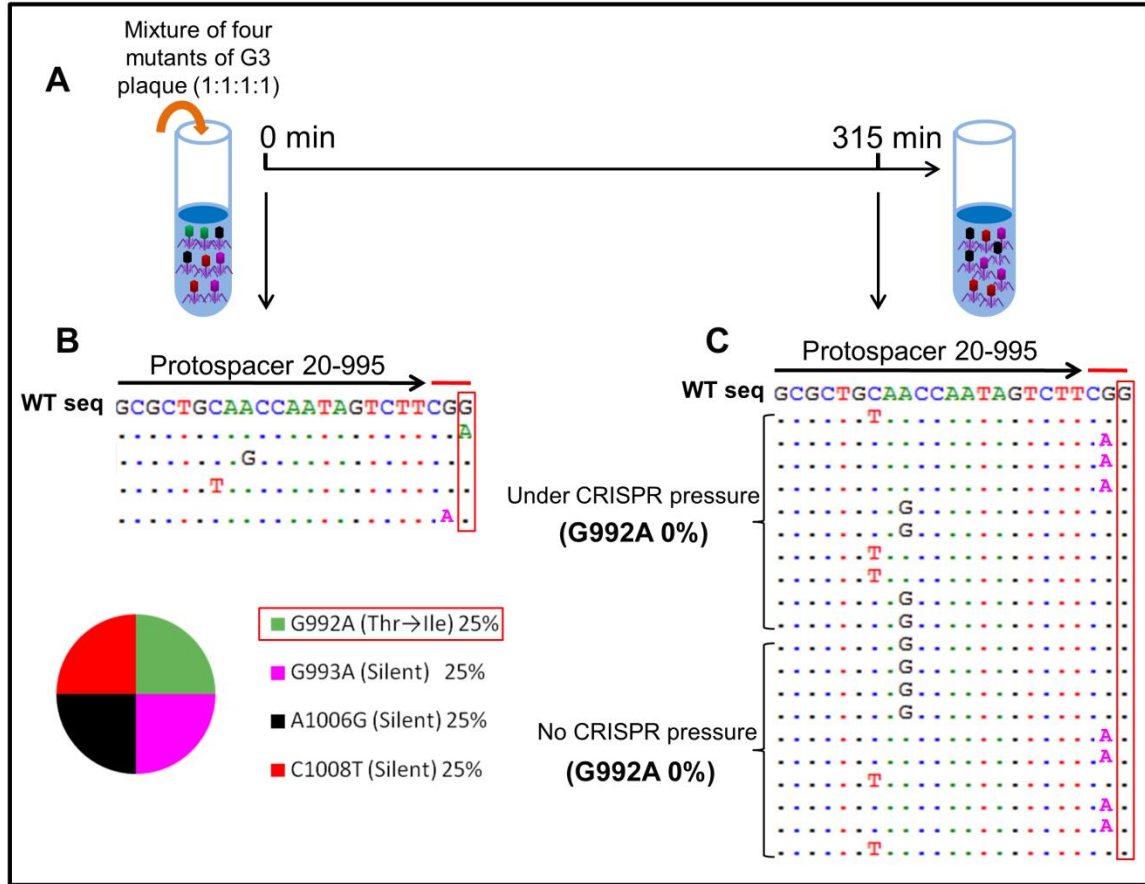 Mixture of four
mutants of G3
plaque (1:1:1:1)
A
0 min
315 min
B
Protospacer 20-995
WT seq
GCGCTGCAACCAATAGTCTTCGG
......................A
........G..............
......T................
.....................A.
G992A (Thr→Ile) 25%
G993A (Silent) 25%
A1006G (Silent) 25%
C1008T (Silent) 25%
C
Protospacer 20-995
WT seq
GCGCTGCAACCAATAGTCTTCGG
Under CRISPR pressure
(G992A 0%)
......T................
.....................A.
.....................A.
.....................A.
........G..............
........G..............
......T................
......T................
........G..............
........G..............
No CRISPR pressure
(G992A 0%)
........G..............
........G..............
........G..............
........G..............
.....................A.
.....................A.
......T................
.....................A.
.....................A.
......T................